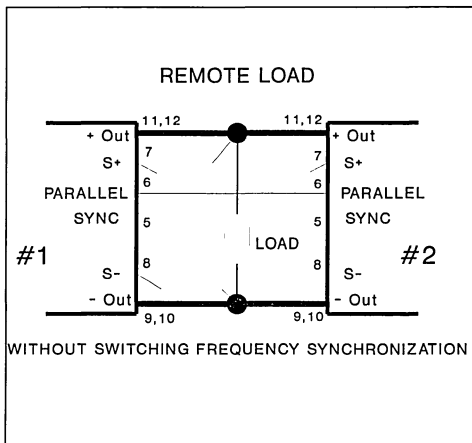 REMOTE LOAD
11,12 11,12
+ Out + Out
S+ 7 7 S+
PARALLEL 6 6 PARALLEL
SYNC 5 5 SYNC
#1 LOAD #2
S- 8 8 S-
- Out - Out
9,10 9,10
WITHOUT SWITCHING FREQUENCY SYNCHRONIZATION